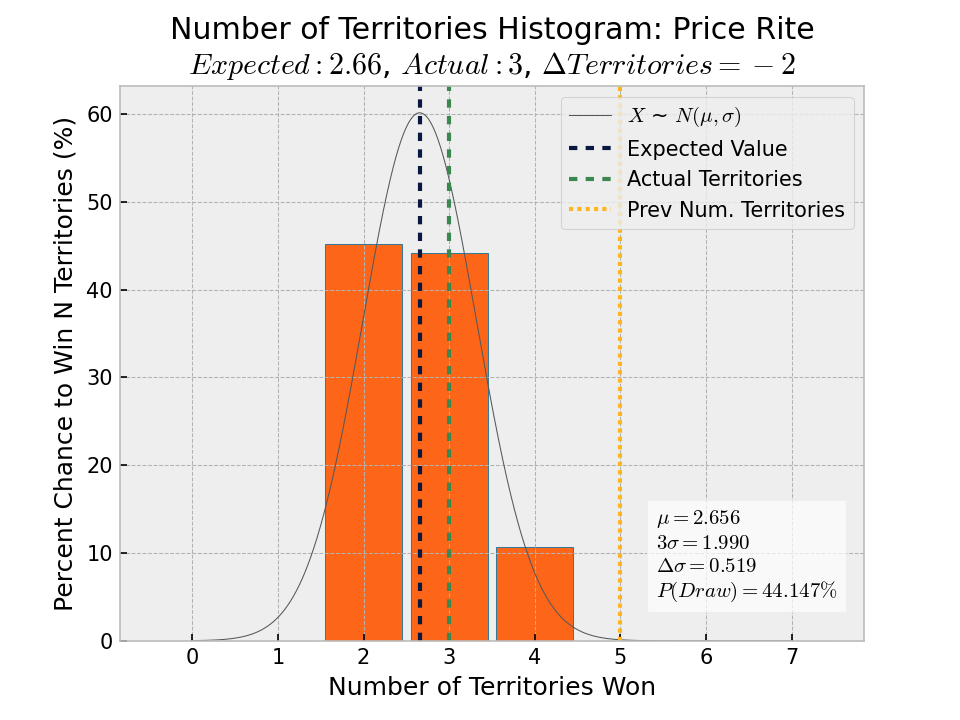 Number of Territories Histogram: Price Rite
Expected : 2.66, Actual : 3, ΔTerritories = −2
Percent Chance to Win N Territories (%)
60
50
40
30
20
10
0
X ∼ N(μ, σ)
Expected Value
Actual Territories
Prev Num. Territories
μ = 2.656
3σ = 1.990
Δσ = 0.519
P(Draw) = 44.147%
0 1 2 3 4 5 6 7
Number of Territories Won